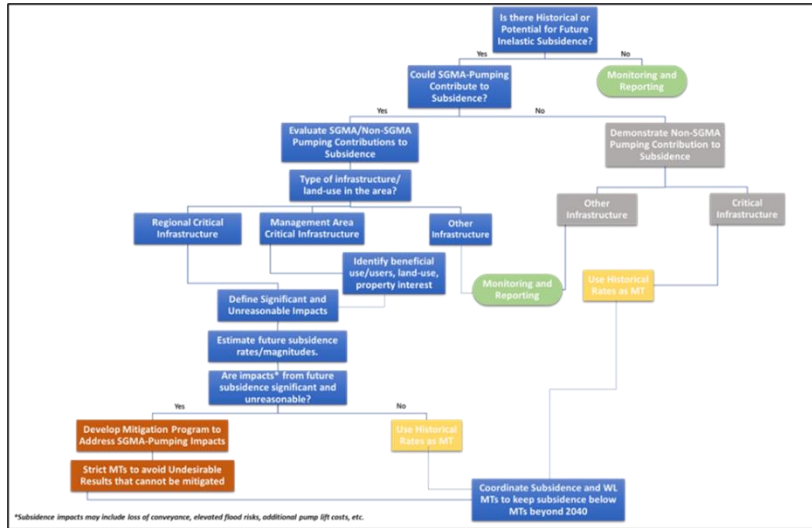 Is there Historical or
Potential for Future
Inelastic Subsidence?
Yes
No
Could SGMA-Pumping
Contribute to
Subsidence?
Monitoring and
Reporting
Yes
No
Evaluate SGMA/Non-SGMA
Pumping Contributions to
Subsidence
Demonstrate Non-SGMA
Pumping Contribution to
Subsidence
Type of infrastructure/
land-use in the area?
Regional Critical
Infrastructure
Management Area
Critical Infrastructure
Other
Infrastructure
Other
Infrastructure
Critical
Infrastructure
Identify beneficial
use/users, land-use,
property interest
Monitoring and
Reporting
Use Historical
Rates as MT
Define Significant and
Unreasonable Impacts
Estimate future subsidence
rates/magnitudes.
Are impacts* from future
subsidence significant and
unreasonable?
Yes
No
Develop Mitigation Program to
Address SGMA-Pumping Impacts
Use Historical
Rates as MT
Strict MTs to avoid Undesirable
Results that cannot be mitigated
Coordinate Subsidence and WL
MTs to keep subsidence below
MTs beyond 2040
*Subsidence impacts may include loss of conveyance, elevated flood risks, additional pump lift costs, etc.